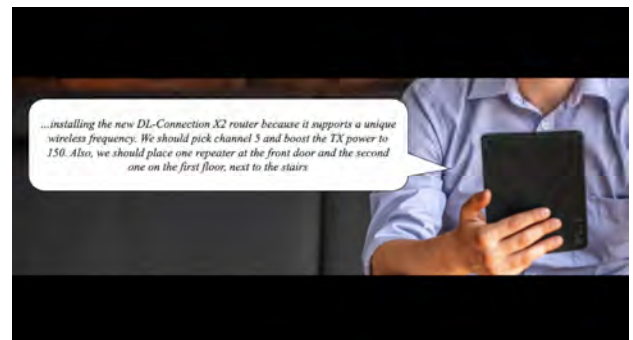 ...installing the new DL-Connection X2 router because it supports a unique
wireless frequency. We should pick channel 5 and boost the TX power to
150. Also, we should place one repeater at the front door and the second
one on the first floor, next to the stairs